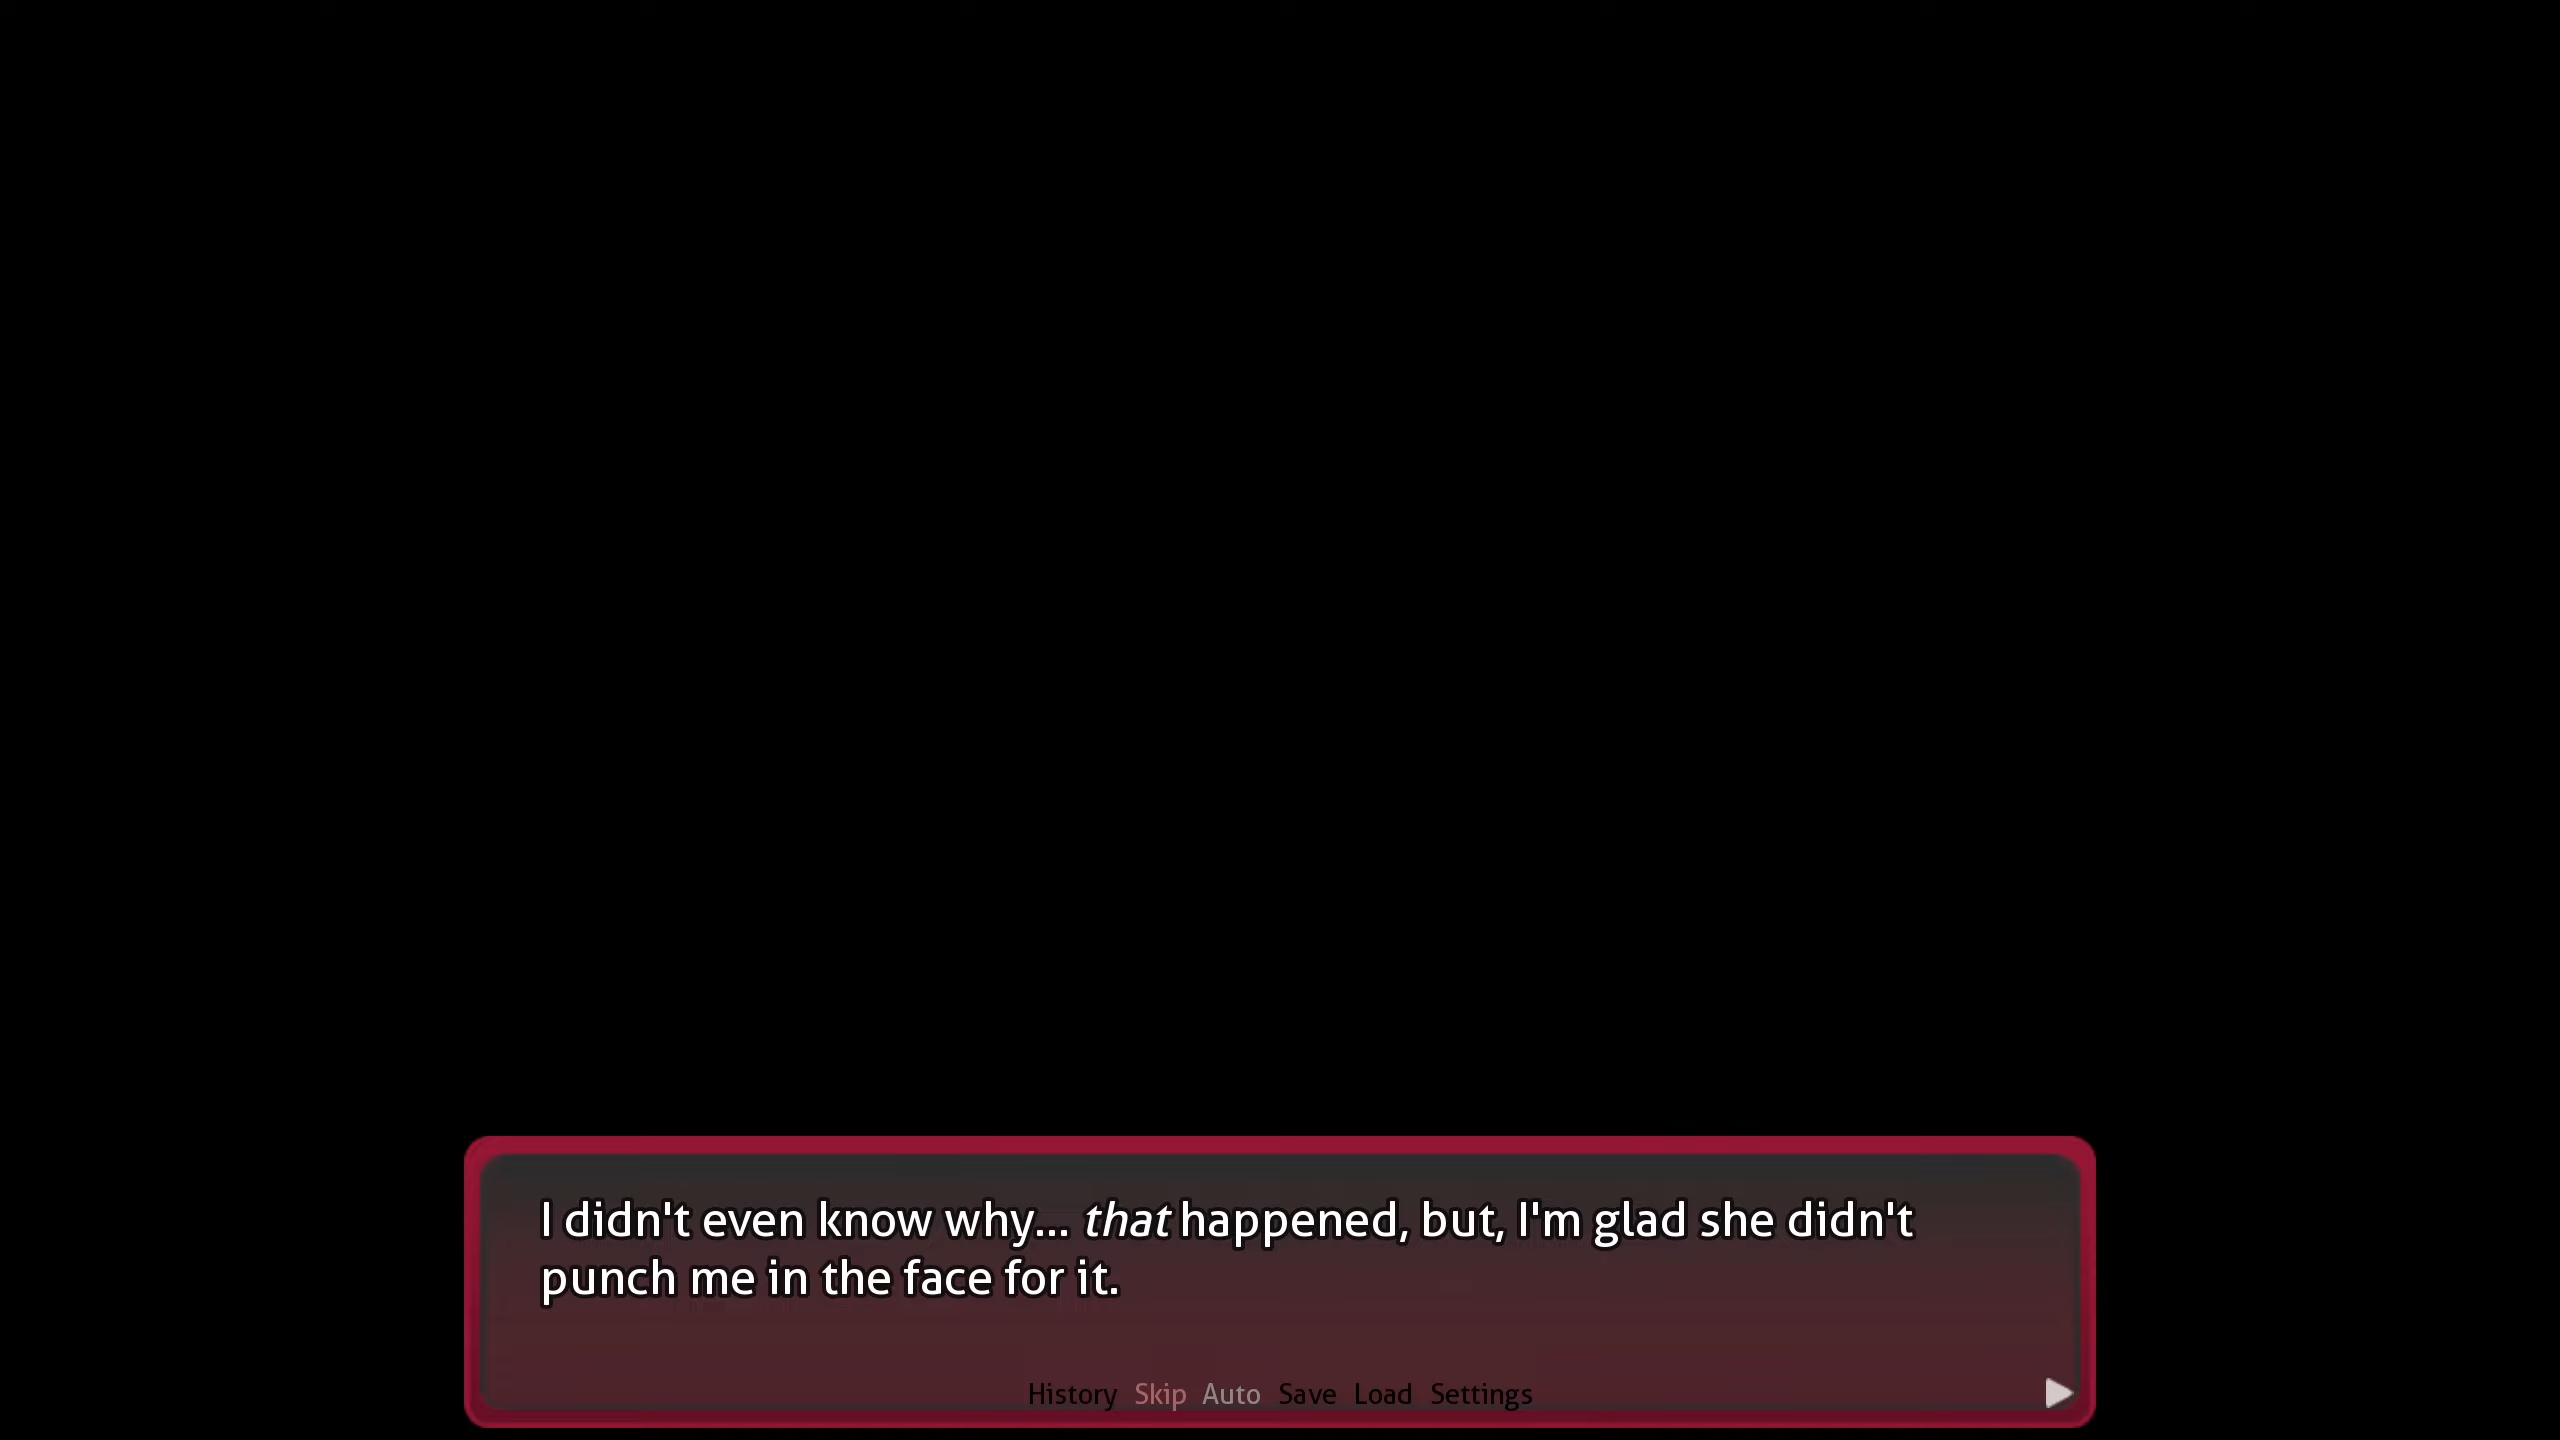 I didn't even know why... that happened, but, I'm glad she didn't
punch me in the face for it.
History Skip Auto Save Load Settings